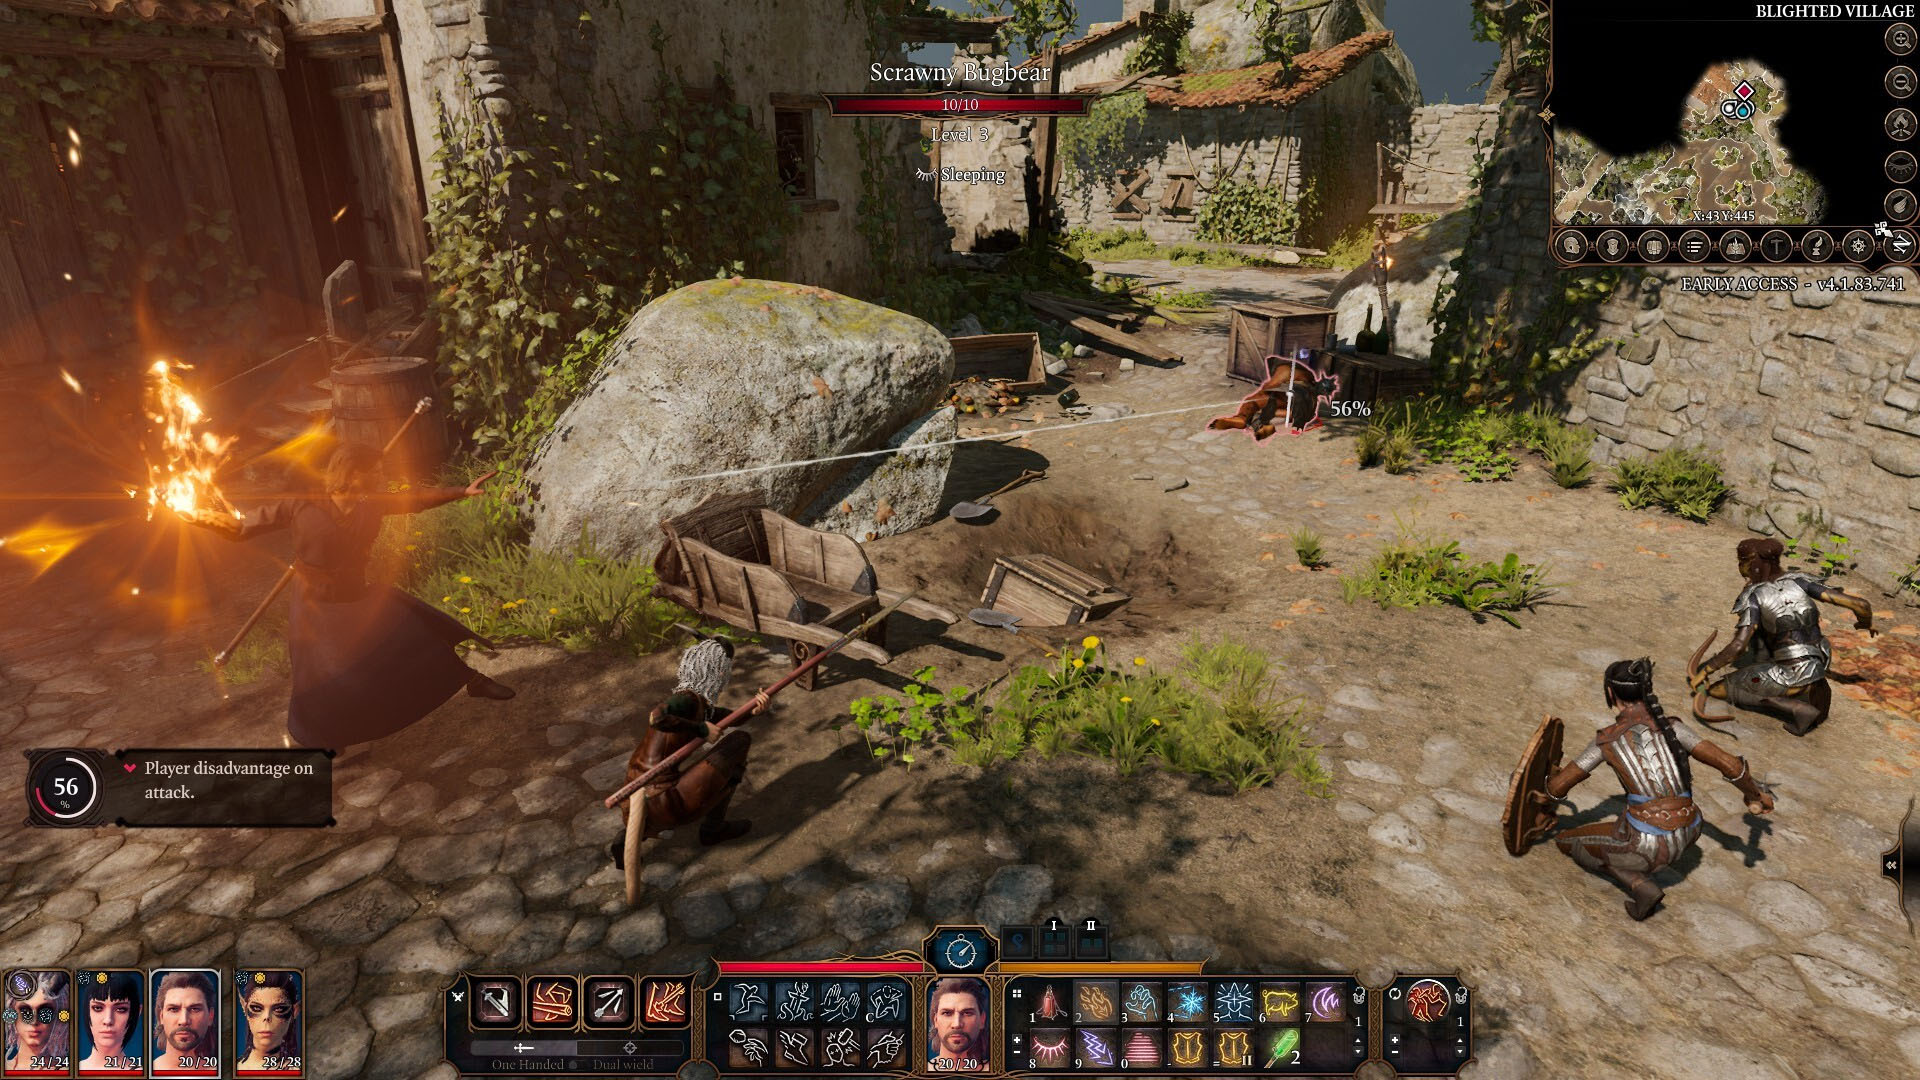 BLIGHTED VILLAGE
Scrawny Bugbear
10/10
Level 3
Sleeping
X:43 Y:445
EARLY ACCESS - v4.1.83.741
56%
56
%
Player disadvantage on
attack.
I II
24/24 21/21 20/20 28/28
One Handed Dual wield
C
20/20
1 2 3 4 5 6 7
8 9 0 - = II 2
1
1